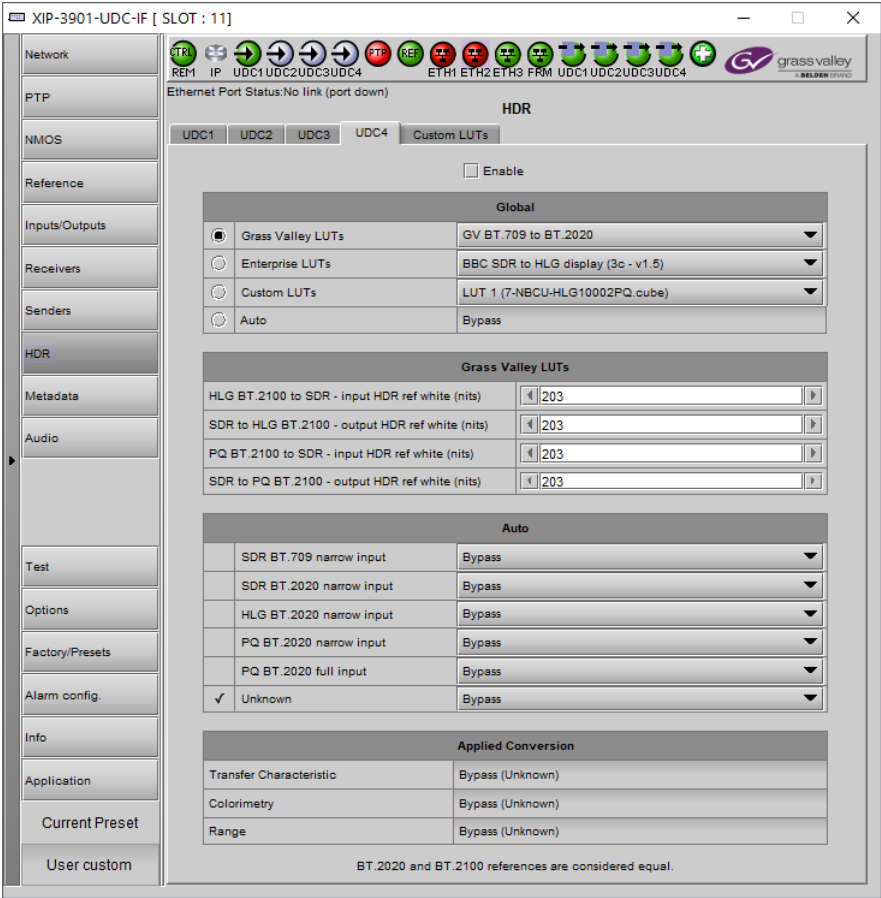 XIP-3901-UDC-IF [ SLOT : 11]
CTRL PTP REF
REM IP UDC1 UDC2 UDC3 UDC4 ETH1 ETH2 ETH3 FRM UDC1 UDC2 UDC3 UDC4
GV grass valley
A BELDEN BRAND
Ethernet Port Status:No link (port down)
Network
PTP
NMOS
Reference
Inputs/Outputs
Receivers
Senders
HDR
Metadata
Audio
Test
Options
Factory/Presets
Alarm config.
Info
Application
Current Preset
User custom
HDR
UDC1 UDC2 UDC3 UDC4 Custom LUTs
Enable
Global
Grass Valley LUTs GV BT.709 to BT.2020
Enterprise LUTs BBC SDR to HLG display (3c - v1.5)
Custom LUTs LUT 1 (7-NBCU-HLG10002PQ.cube)
Auto Bypass
Grass Valley LUTs
HLG BT.2100 to SDR - input HDR ref white (nits) 203
SDR to HLG BT.2100 - output HDR ref white (nits) 203
PQ BT.2100 to SDR - input HDR ref white (nits) 203
SDR to PQ BT.2100 - output HDR ref white (nits) 203
Auto
SDR BT.709 narrow input Bypass
SDR BT.2020 narrow input Bypass
HLG BT.2020 narrow input Bypass
PQ BT.2020 narrow input Bypass
PQ BT.2020 full input Bypass
✓ Unknown Bypass
Applied Conversion
Transfer Characteristic Bypass (Unknown)
Colorimetry Bypass (Unknown)
Range Bypass (Unknown)
BT.2020 and BT.2100 references are considered equal.